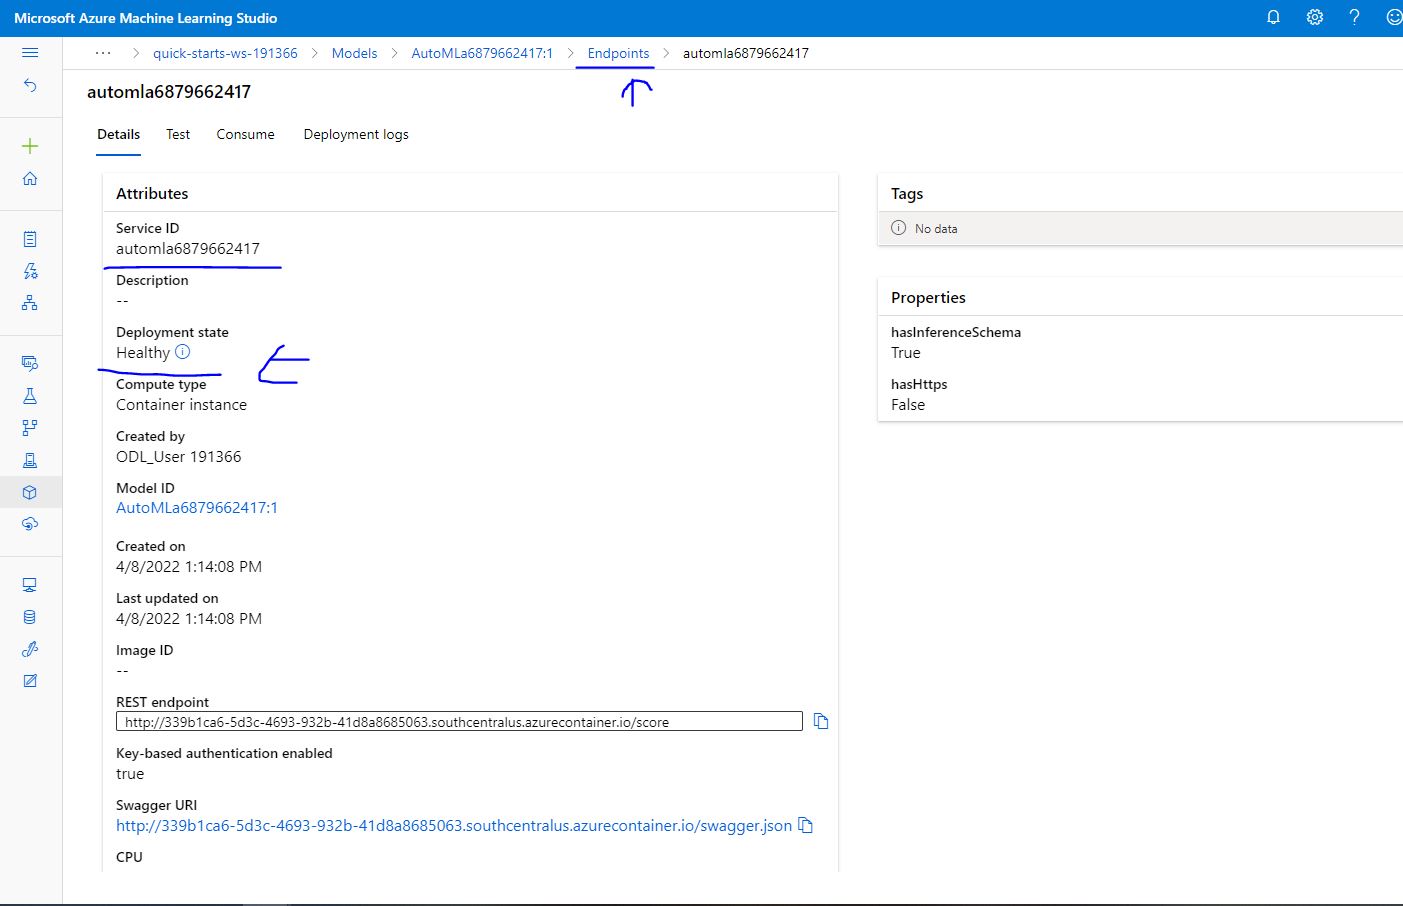 Microsoft Azure Machine Learning Studio
··· > quick-starts-ws-191366 > Models > AutoMLa6879662417:1 > Endpoints > automla6879662417
automla6879662417
Details Test Consume Deployment logs
Attributes
Service ID
automla6879662417
Description
--
Deployment state
Healthy
Compute type
Container instance
Created by
ODL_User 191366
Model ID
AutoMLa6879662417:1
Created on
4/8/2022 1:14:08 PM
Last updated on
4/8/2022 1:14:08 PM
Image ID
--
REST endpoint
http://339b1ca6-5d3c-4693-932b-41d8a8685063.southcentralus.azurecontainer.io/score
Key-based authentication enabled
true
Swagger URI
http://339b1ca6-5d3c-4693-932b-41d8a8685063.southcentralus.azurecontainer.io/swagger.json
CPU
Tags
No data
Properties
hasInferenceSchema
True
hasHttps
False